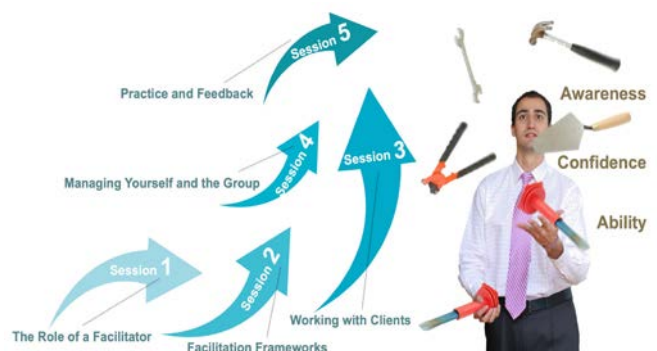 Session 5
Practice and Feedback
Awareness
Session 4
Session 3
Confidence
Managing Yourself and the Group
Ability
Session 1
Session 2
The Role of a Facilitator
Working with Clients
Facilitation Frameworks